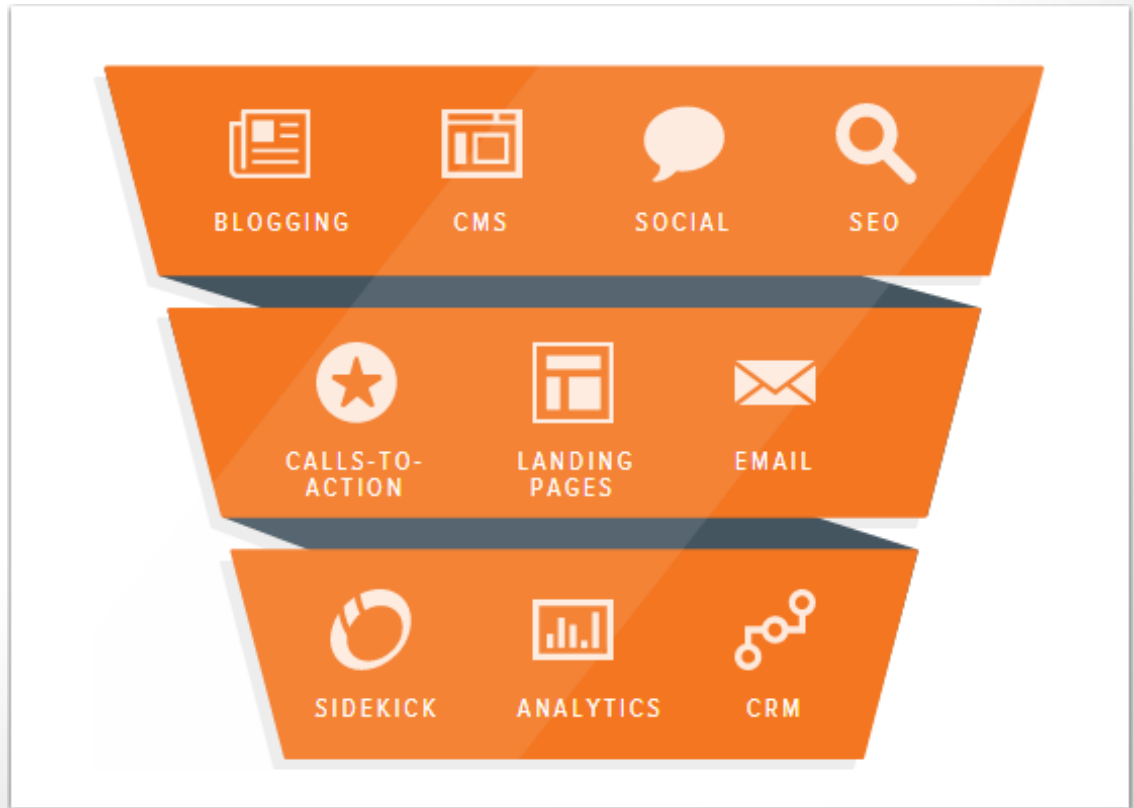 BLOGGING CMS SOCIAL SEO
CALLS-TO-
ACTION
LANDING
PAGES
EMAIL
SIDEKICK ANALYTICS CRM